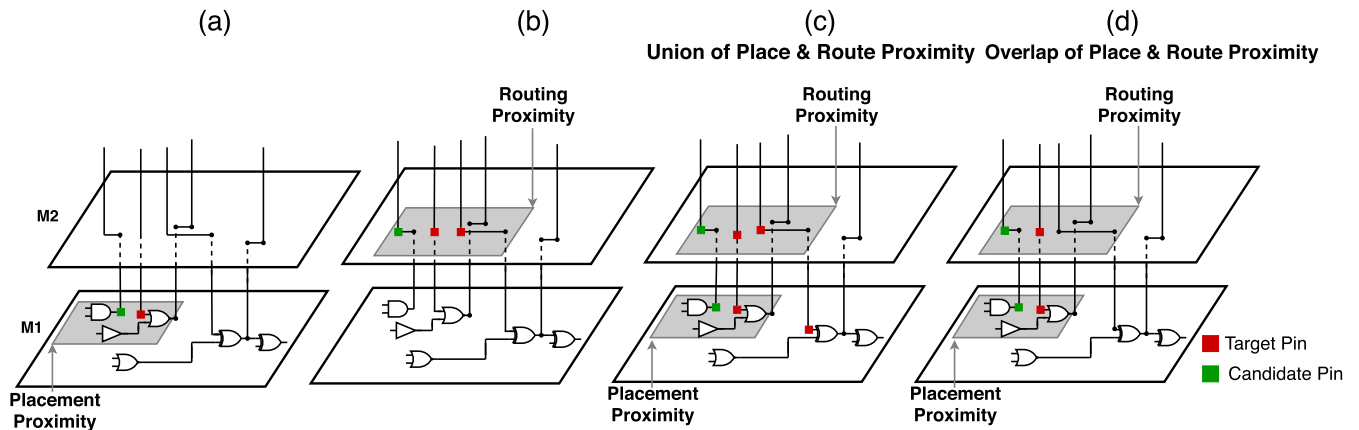 (a)
(b)
(c)
(d)
Union of Place & Route Proximity
Overlap of Place & Route Proximity
Routing
Proximity
Routing
Proximity
Routing
Proximity
M2
M1
Target Pin
Candidate Pin
Placement
Proximity
Placement
Proximity
Placement
Proximity